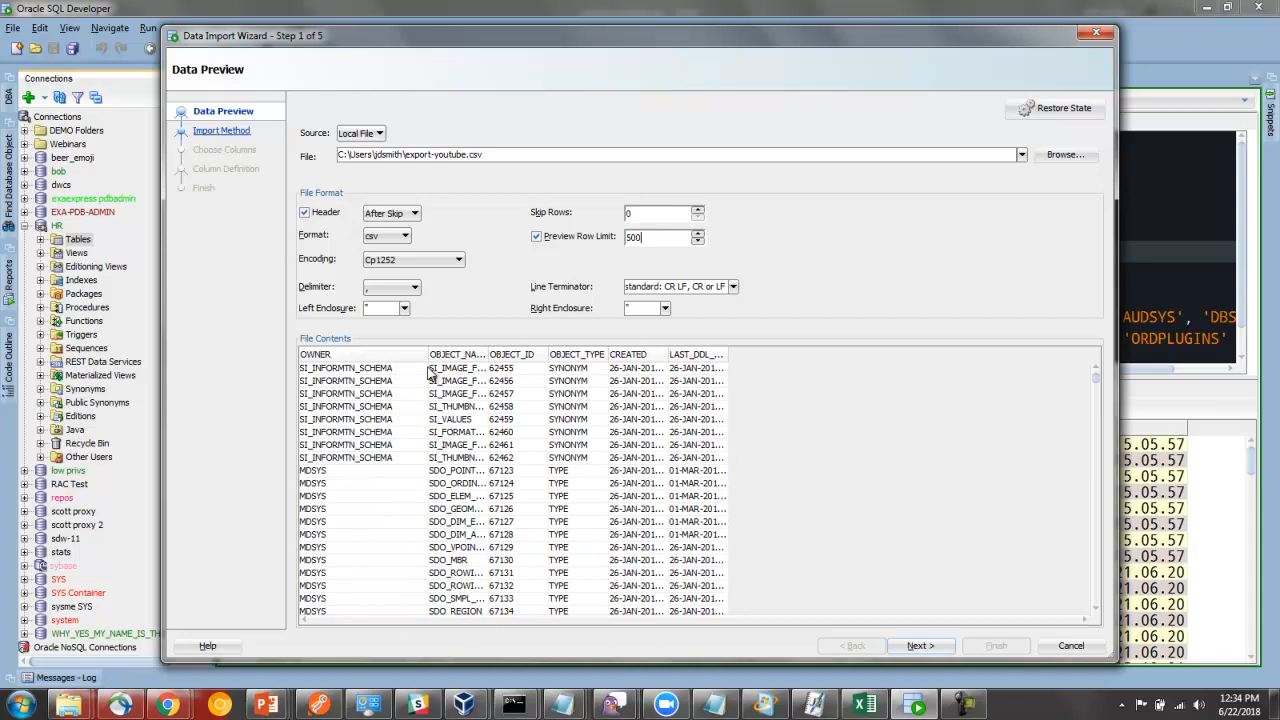 Oracle SQL Developer
File Edit View Navigate Run
Data Import Wizard - Step 1 of 5
Connections
Connections
DEMO Folders
Webinars
beer_emoji
bob
dwcs
exaexpress pdbadmin
EXA-PDB-ADMIN
HR
Tables
Views
Editioning Views
Indexes
Packages
Procedures
Functions
Triggers
Sequences
REST Data Services
Materialized Views
Synonyms
Public Synonyms
Editions
Java
Recycle Bin
Other Users
low privs
RAC Test
repos
scott proxy
scott proxy 2
sdw-11
stats
sybase
SYS
SYS Container
sysme SYS
system
WHY_YES_MY_NAME_IS_TH
Oracle NoSQL Connections
Messages - Log
DBA
Find Database Object
Reports
Code Outline
Data Preview
Data Preview
Import Method
Choose Columns
Column Definition
Finish
Restore State
Source: Local File
File: C:\Users\jdsmith\export-youtube.csv Browse...
File Format
Header After Skip Skip Rows: 0
Format: csv Preview Row Limit: 500
Encoding: Cp1252
Delimiter: , Line Terminator: standard: CR LF, CR or LF
Left Enclosure: " Right Enclosure: "
File Contents
OWNER OBJECT_NA... OBJECT_ID OBJECT_TYPE CREATED LAST_DDL_...
SI_INFORMTN_SCHEMA SI_IMAGE_F... 62455 SYNONYM 26-JAN-201... 26-JAN-201...
SI_INFORMTN_SCHEMA SI_IMAGE_F... 62456 SYNONYM 26-JAN-201... 26-JAN-201...
SI_INFORMTN_SCHEMA SI_IMAGE_F... 62457 SYNONYM 26-JAN-201... 26-JAN-201...
SI_INFORMTN_SCHEMA SI_THUMBN... 62458 SYNONYM 26-JAN-201... 26-JAN-201...
SI_INFORMTN_SCHEMA SI_VALUES 62459 SYNONYM 26-JAN-201... 26-JAN-201...
SI_INFORMTN_SCHEMA SI_FORMAT... 62460 SYNONYM 26-JAN-201... 26-JAN-201...
SI_INFORMTN_SCHEMA SI_IMAGE_F... 62461 SYNONYM 26-JAN-201... 26-JAN-201...
SI_INFORMTN_SCHEMA SI_THUMBN... 62462 SYNONYM 26-JAN-201... 26-JAN-201...
MDSYS SDO_POINT... 67123 TYPE 26-JAN-201... 01-MAR-201...
MDSYS SDO_ORDIN... 67124 TYPE 26-JAN-201... 01-MAR-201...
MDSYS SDO_ELEM_... 67125 TYPE 26-JAN-201... 01-MAR-201...
MDSYS SDO_GEOM... 67126 TYPE 26-JAN-201... 01-MAR-201...
MDSYS SDO_DIM_E... 67127 TYPE 26-JAN-201... 01-MAR-201...
MDSYS SDO_DIM_A... 67128 TYPE 26-JAN-201... 01-MAR-201...
MDSYS SDO_VPOIN... 67129 TYPE 26-JAN-201... 26-JAN-201...
MDSYS SDO_MBR 67130 TYPE 26-JAN-201... 26-JAN-201...
MDSYS SDO_ROWI... 67131 TYPE 26-JAN-201... 26-JAN-201...
MDSYS SDO_ROWI... 67132 TYPE 26-JAN-201... 26-JAN-201...
MDSYS SDO_SMPL_... 67133 TYPE 26-JAN-201... 26-JAN-201...
MDSYS SDO_REGION 67134 TYPE 26-JAN-201... 26-JAN-201...
Help < Back Next > Finish Cancel
Snippets
AUDSYS', 'DBS
'ORDPLUGINS'
5.05.57
5.05.57
5.05.57
5.05.57
5.05.57
5.05.57
5.05.57
5.05.57
5.05.57
21.06.20
21.06.20
21.06.20
21.06.20
21.06.20
21.06.20
21.06.20
12:34 PM
6/22/2018